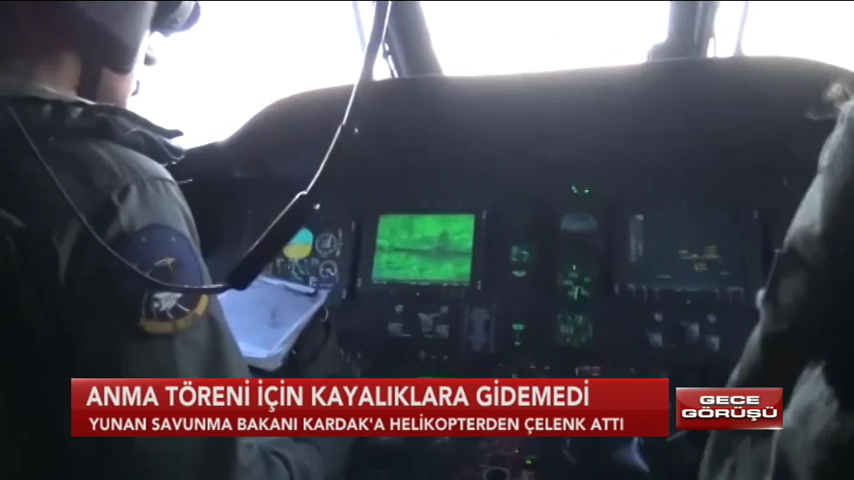 ANMA TÖRENİ İÇİN KAYALIKLARA GİDEMEDİ
YUNAN SAVUNMA BAKANI KARDAK'A HELİKOPTERDEN ÇELENK ATTI
GECE
GÖRÜŞÜ